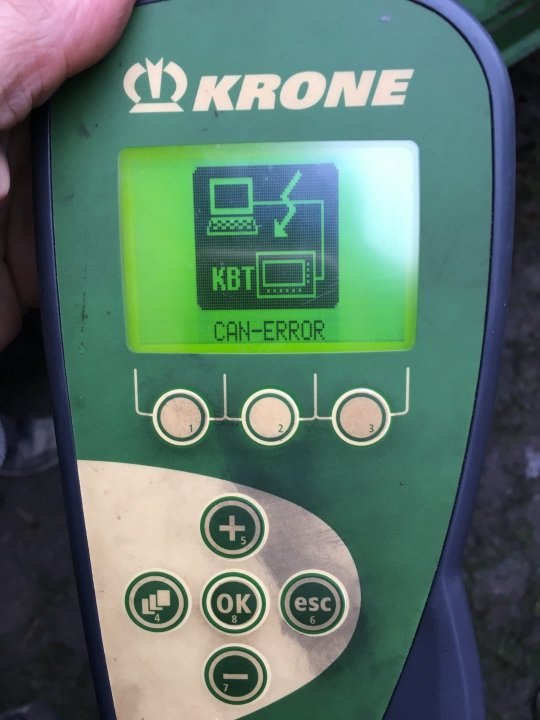 KRONE
KBT
CAN-ERROR
1 2 3
+ 5
4 OK 8 esc 6
- 7